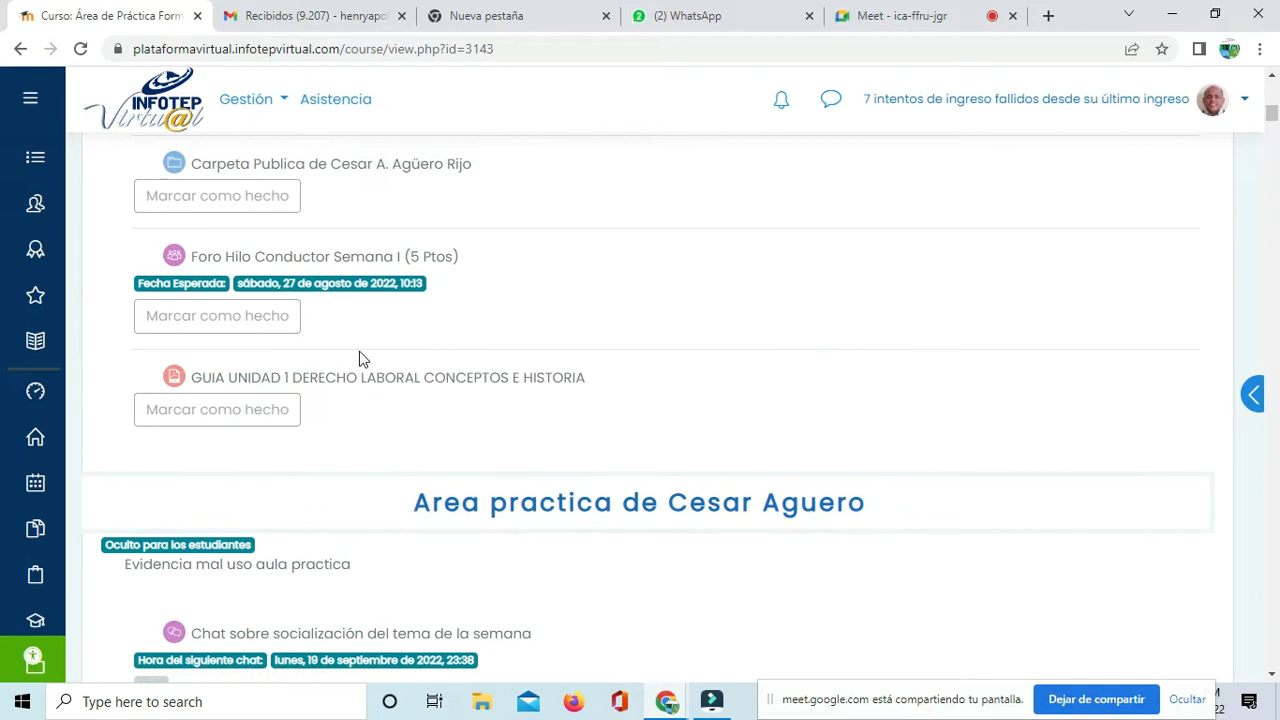 Curso: Área de Práctica Form
Recibidos (9.207) - henrypch
Nueva pestaña
(2) WhatsApp
Meet - ica-ffru-jgr
plataformavirtual.infotepvirtual.com/course/view.php?id=3143
INFOTEP
Virtu@l
Gestión
Asistencia
7 intentos de ingreso fallidos desde su último ingreso
Carpeta Publica de Cesar A. Agüero Rijo
Marcar como hecho
Foro Hilo Conductor Semana I (5 Ptos)
Fecha Esperada: sábado, 27 de agosto de 2022, 10:13
Marcar como hecho
GUIA UNIDAD 1 DERECHO LABORAL CONCEPTOS E HISTORIA
Marcar como hecho
Area practica de Cesar Aguero
Oculto para los estudiantes
Evidencia mal uso aula practica
Chat sobre socialización del tema de la semana
Hora del siguiente chat: lunes, 19 de septiembre de 2022, 23:38
Type here to search
meet.google.com está compartiendo tu pantalla.
Dejar de compartir
Ocultar